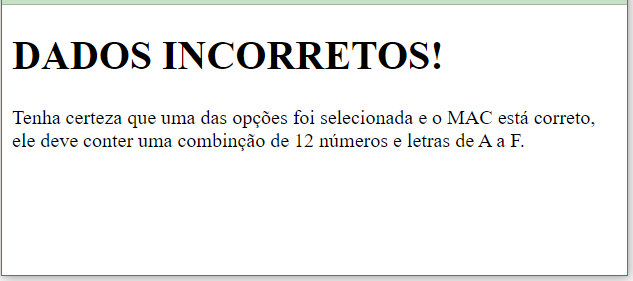 DADOS INCORRETOS!
Tenha certeza que uma das opções foi selecionada e o MAC está correto,
ele deve conter uma combinção de 12 números e letras de A a F.